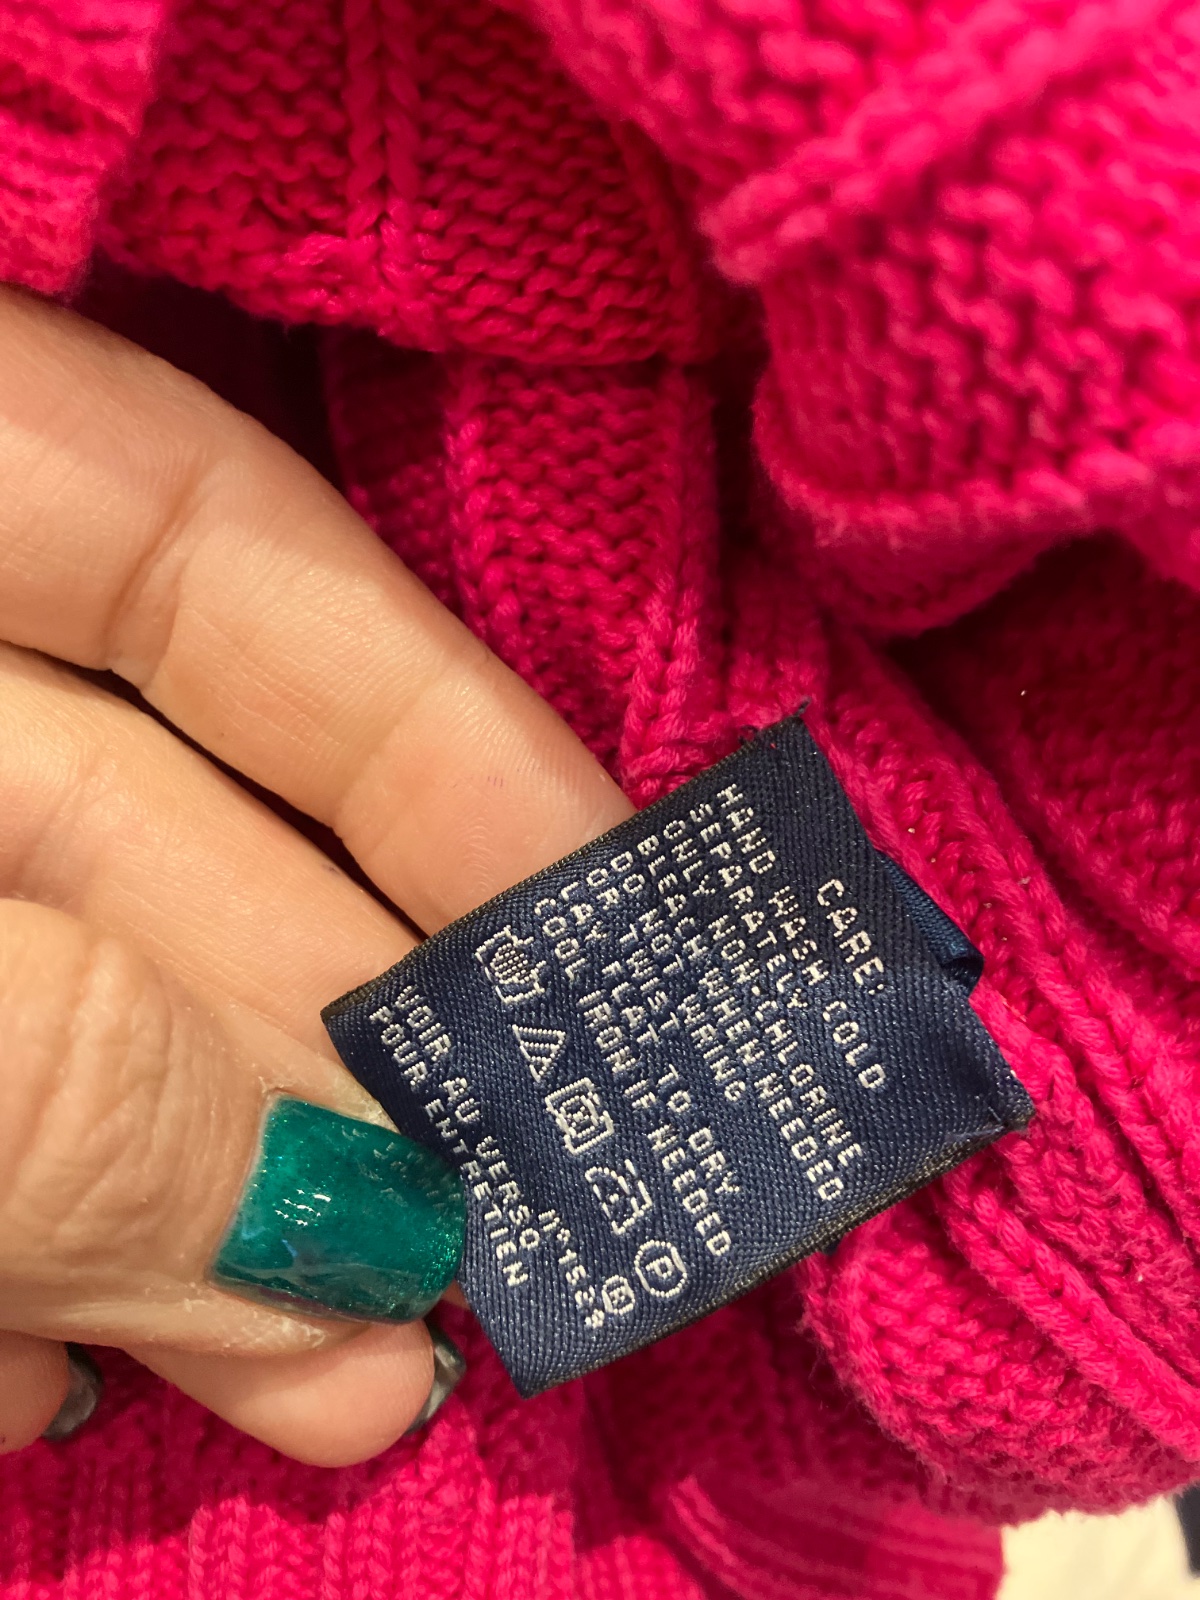 CARE:
HAND WASH COLD
SEPARATELY
ONLY NON-CHLORINE
BLEACH WHEN NEEDED
DO NOT WRING
OR TWIST
LAY FLAT TO DRY
COOL IRON IF NEEDED
P
VOIR AU VERSO
POUR ENTRETIEN